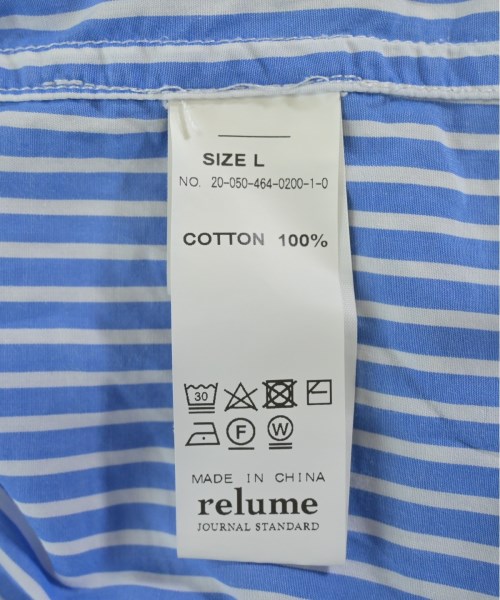 SIZE L
NO. 20-050-464-0200-1-0
COTTON 100%
30
F W
MADE IN CHINA
relume
JOURNAL STANDARD